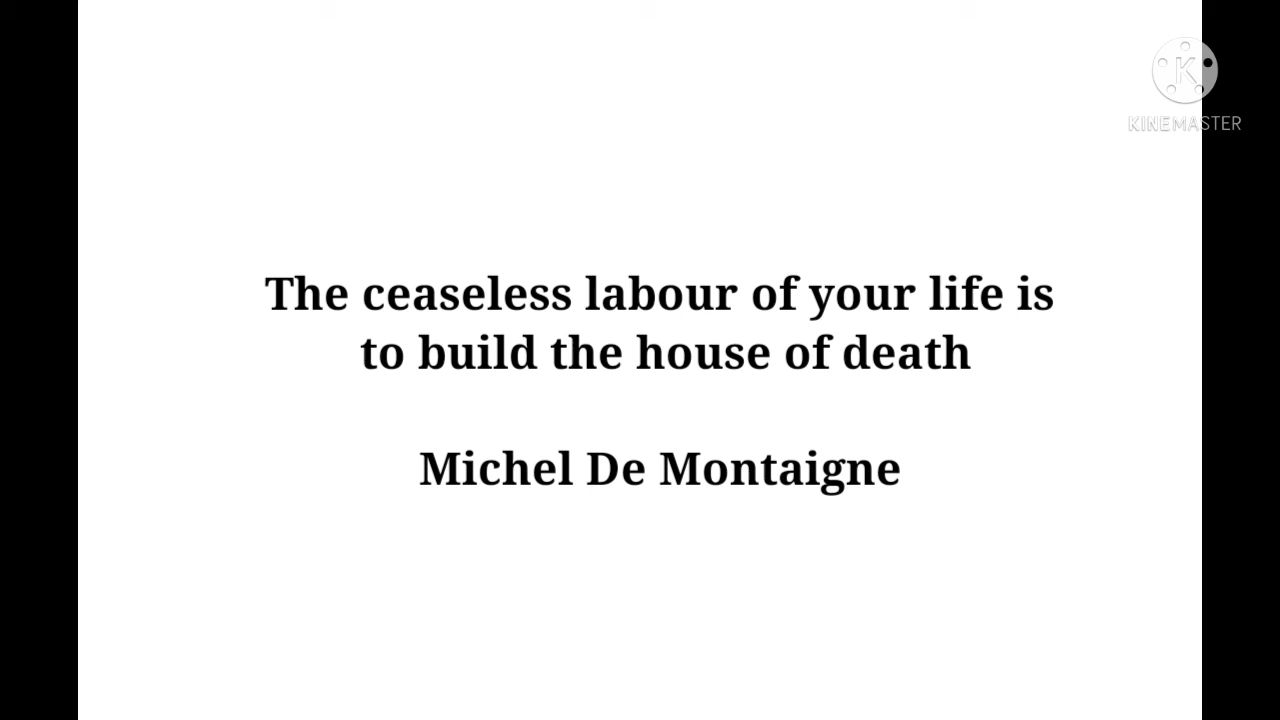 KINEMASTER
The ceaseless labour of your life is
to build the house of death
Michel De Montaigne